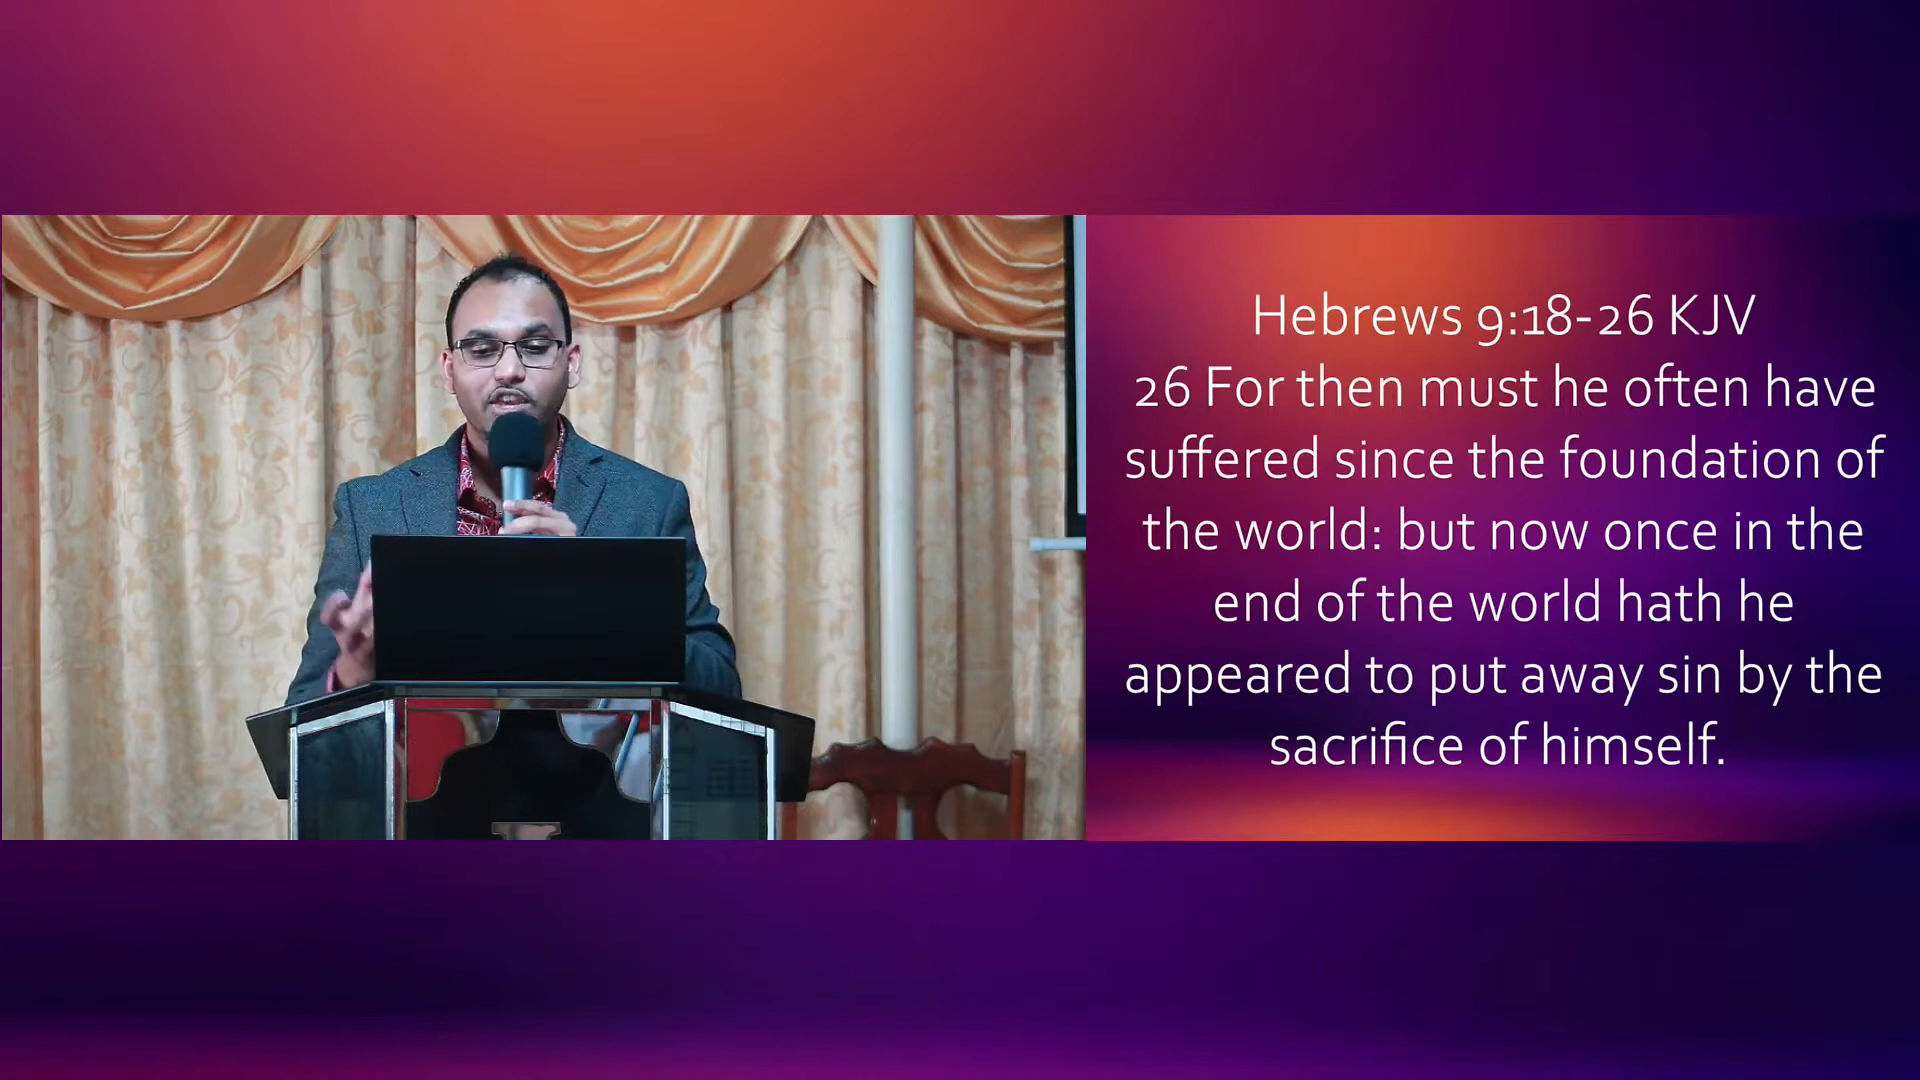 Hebrews 9:18-26 KJV
26 For then must he often have
suffered since the foundation of
the world: but now once in the
end of the world hath he
appeared to put away sin by the
sacrifice of himself.